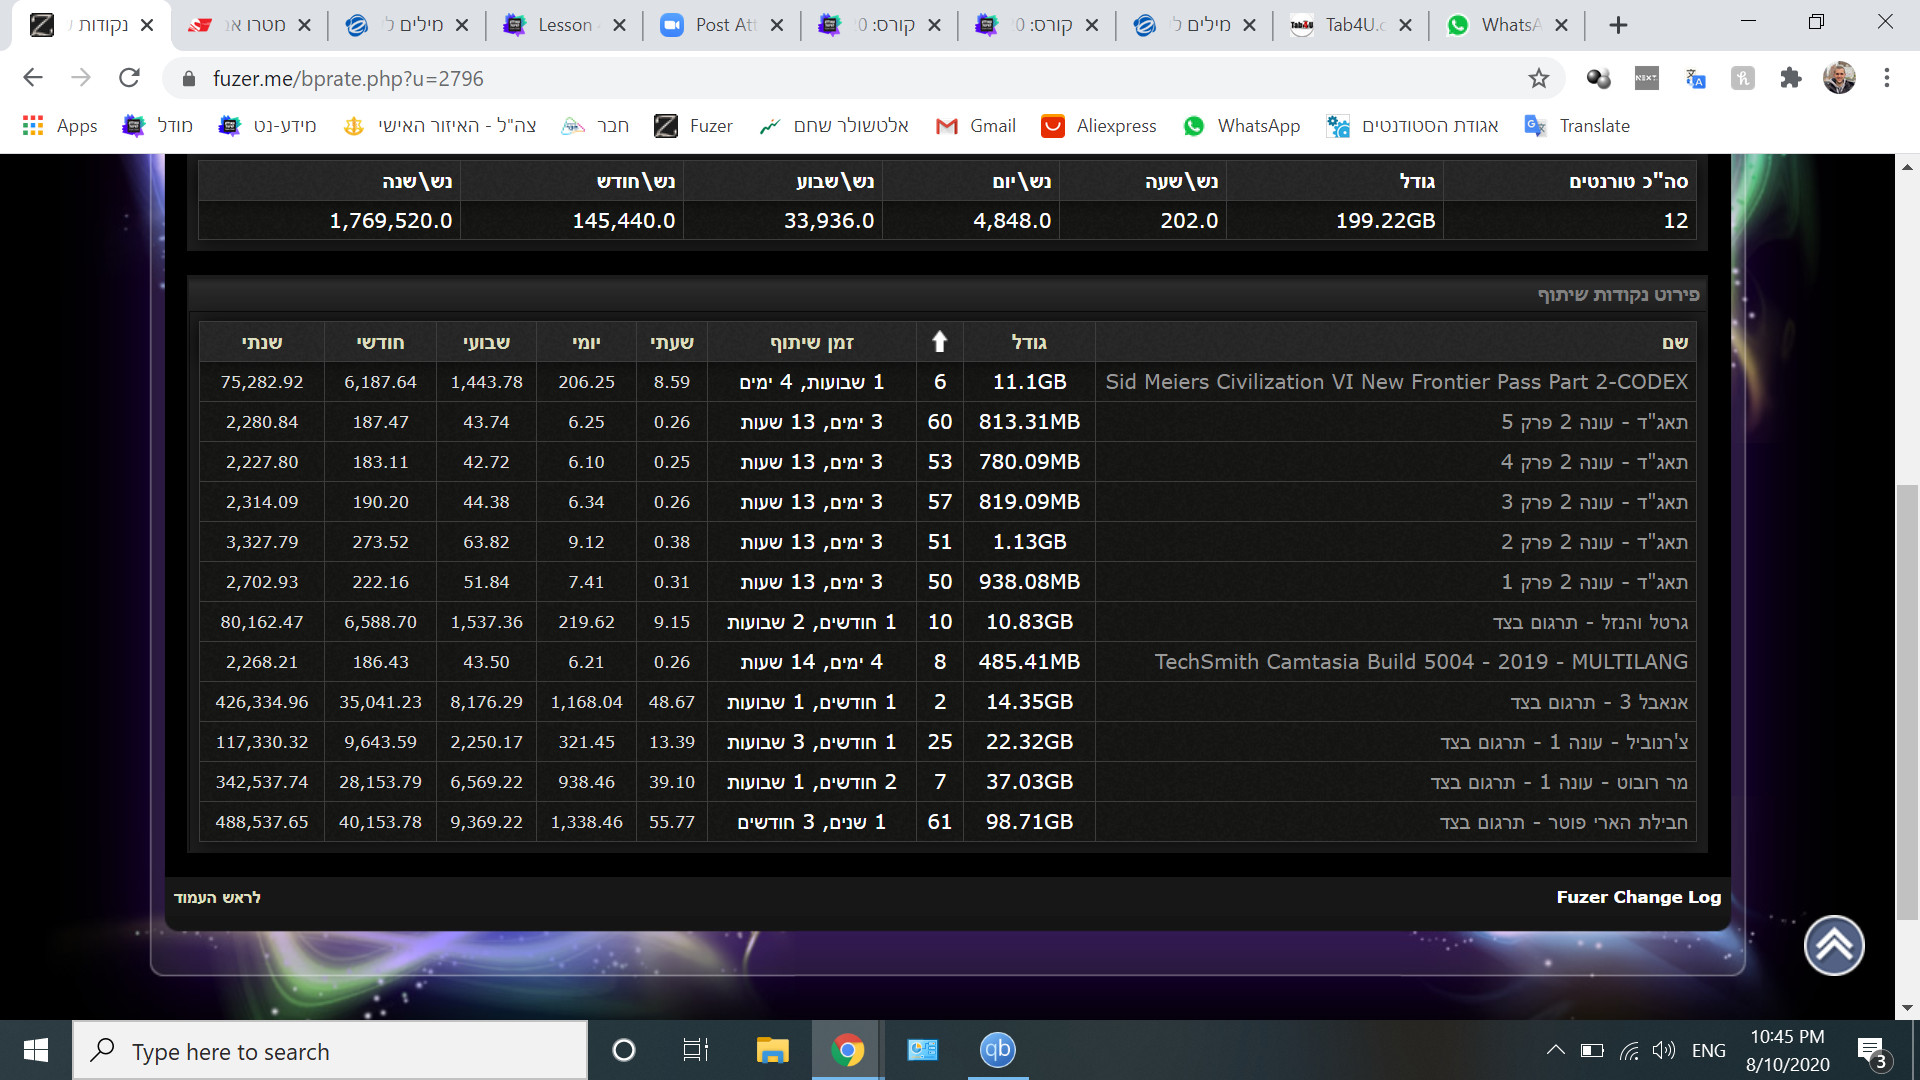 נקודות
מטרו
מילים
Lesson
Post Att
קורס:
קורס:
מילים
Tab4U.c
WhatsA
fuzer.me/bprate.php?u=2796
Apps
מודל
מידע-נט
צה"ל - האיזור האישי
חבר
Fuzer
אלטשולר שחם
Gmail
Aliexpress
WhatsApp
אגודת הסטודנטים
Translate
סה"כ טורנטים גודל נש\שעה נש\יום נש\שבוע נש\חודש נש\שנה
12 199.22GB 202.0 4,848.0 33,936.0 145,440.0 1,769,520.0
פירוט נקודות שיתוף
שם גודל זמן שיתוף שעתי יומי שבועי חודשי שנתי
Sid Meiers Civilization VI New Frontier Pass Part 2-CODEX 11.1GB 6 1 שבועות, 4 ימים 8.59 206.25 1,443.78 6,187.64 75,282.92
תאג"ד - עונה 2 פרק 5 813.31MB 60 3 ימים, 13 שעות 0.26 6.25 43.74 187.47 2,280.84
תאג"ד - עונה 2 פרק 4 780.09MB 53 3 ימים, 13 שעות 0.25 6.10 42.72 183.11 2,227.80
תאג"ד - עונה 2 פרק 3 819.09MB 57 3 ימים, 13 שעות 0.26 6.34 44.38 190.20 2,314.09
תאג"ד - עונה 2 פרק 2 1.13GB 51 3 ימים, 13 שעות 0.38 9.12 63.82 273.52 3,327.79
תאג"ד - עונה 2 פרק 1 938.08MB 50 3 ימים, 13 שעות 0.31 7.41 51.84 222.16 2,702.93
גרטל והנזל - תרגום בצד 10.83GB 10 1 חודשים, 2 שבועות 9.15 219.62 1,537.36 6,588.70 80,162.47
TechSmith Camtasia Build 5004 - 2019 - MULTILANG 485.41MB 8 4 ימים, 14 שעות 0.26 6.21 43.50 186.43 2,268.21
אנאבל 3 - תרגום בצד 14.35GB 2 1 חודשים, 1 שבועות 48.67 1,168.04 8,176.29 35,041.23 426,334.96
צ'רנוביל - עונה 1 - תרגום בצד 22.32GB 25 1 חודשים, 3 שבועות 13.39 321.45 2,250.17 9,643.59 117,330.32
מר רובוט - עונה 1 - תרגום בצד 37.03GB 7 2 חודשים, 1 שבועות 39.10 938.46 6,569.22 28,153.79 342,537.74
חבילת הארי פוטר - תרגום בצד 98.71GB 61 1 שנים, 3 חודשים 55.77 1,338.46 9,369.22 40,153.78 488,537.65
לראש העמוד
Fuzer Change Log
Type here to search
qb
ENG
10:45 PM
8/10/2020
3